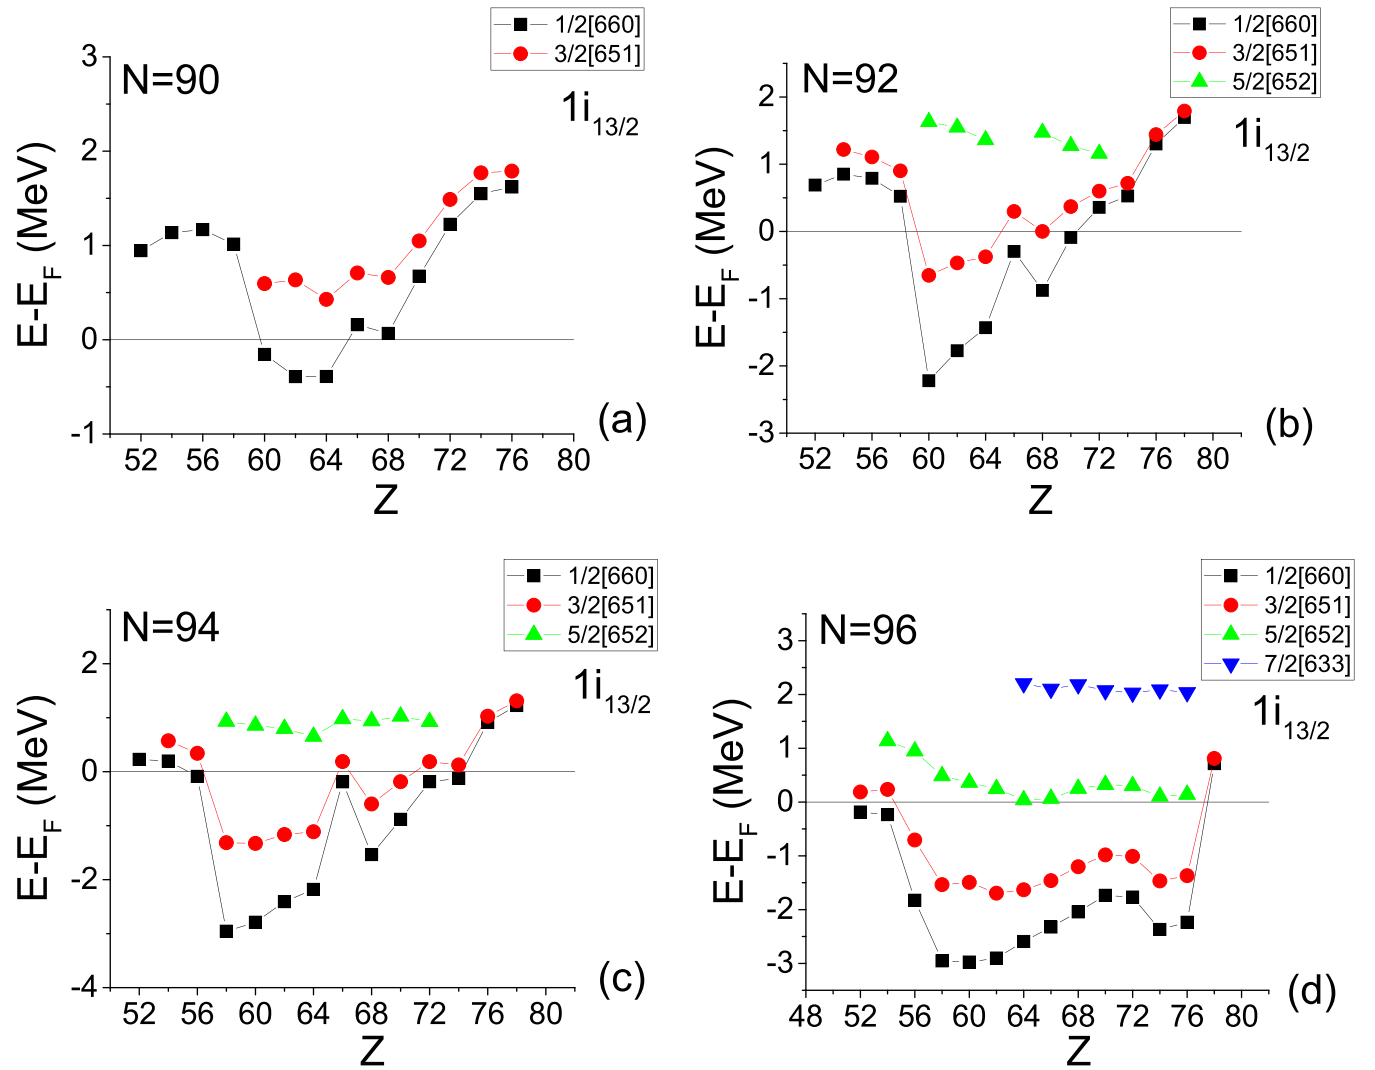 1/2[660]
3/2[651]
N=90
1i13/2
3
2
1
0
-1
E-EF (MeV)
52 56 60 64 68 72 76 80
Z
(a)
1/2[660]
3/2[651]
5/2[652]
N=92
1i13/2
2
1
0
-1
-2
-3
E-EF (MeV)
52 56 60 64 68 72 76 80
Z
(b)
1/2[660]
3/2[651]
5/2[652]
N=94
1i13/2
2
0
-2
-4
E-EF (MeV)
52 56 60 64 68 72 76 80
Z
(c)
1/2[660]
3/2[651]
5/2[652]
7/2[633]
N=96
1i13/2
3
2
1
0
-1
-2
-3
E-EF (MeV)
48 52 56 60 64 68 72 76 80
Z
(d)